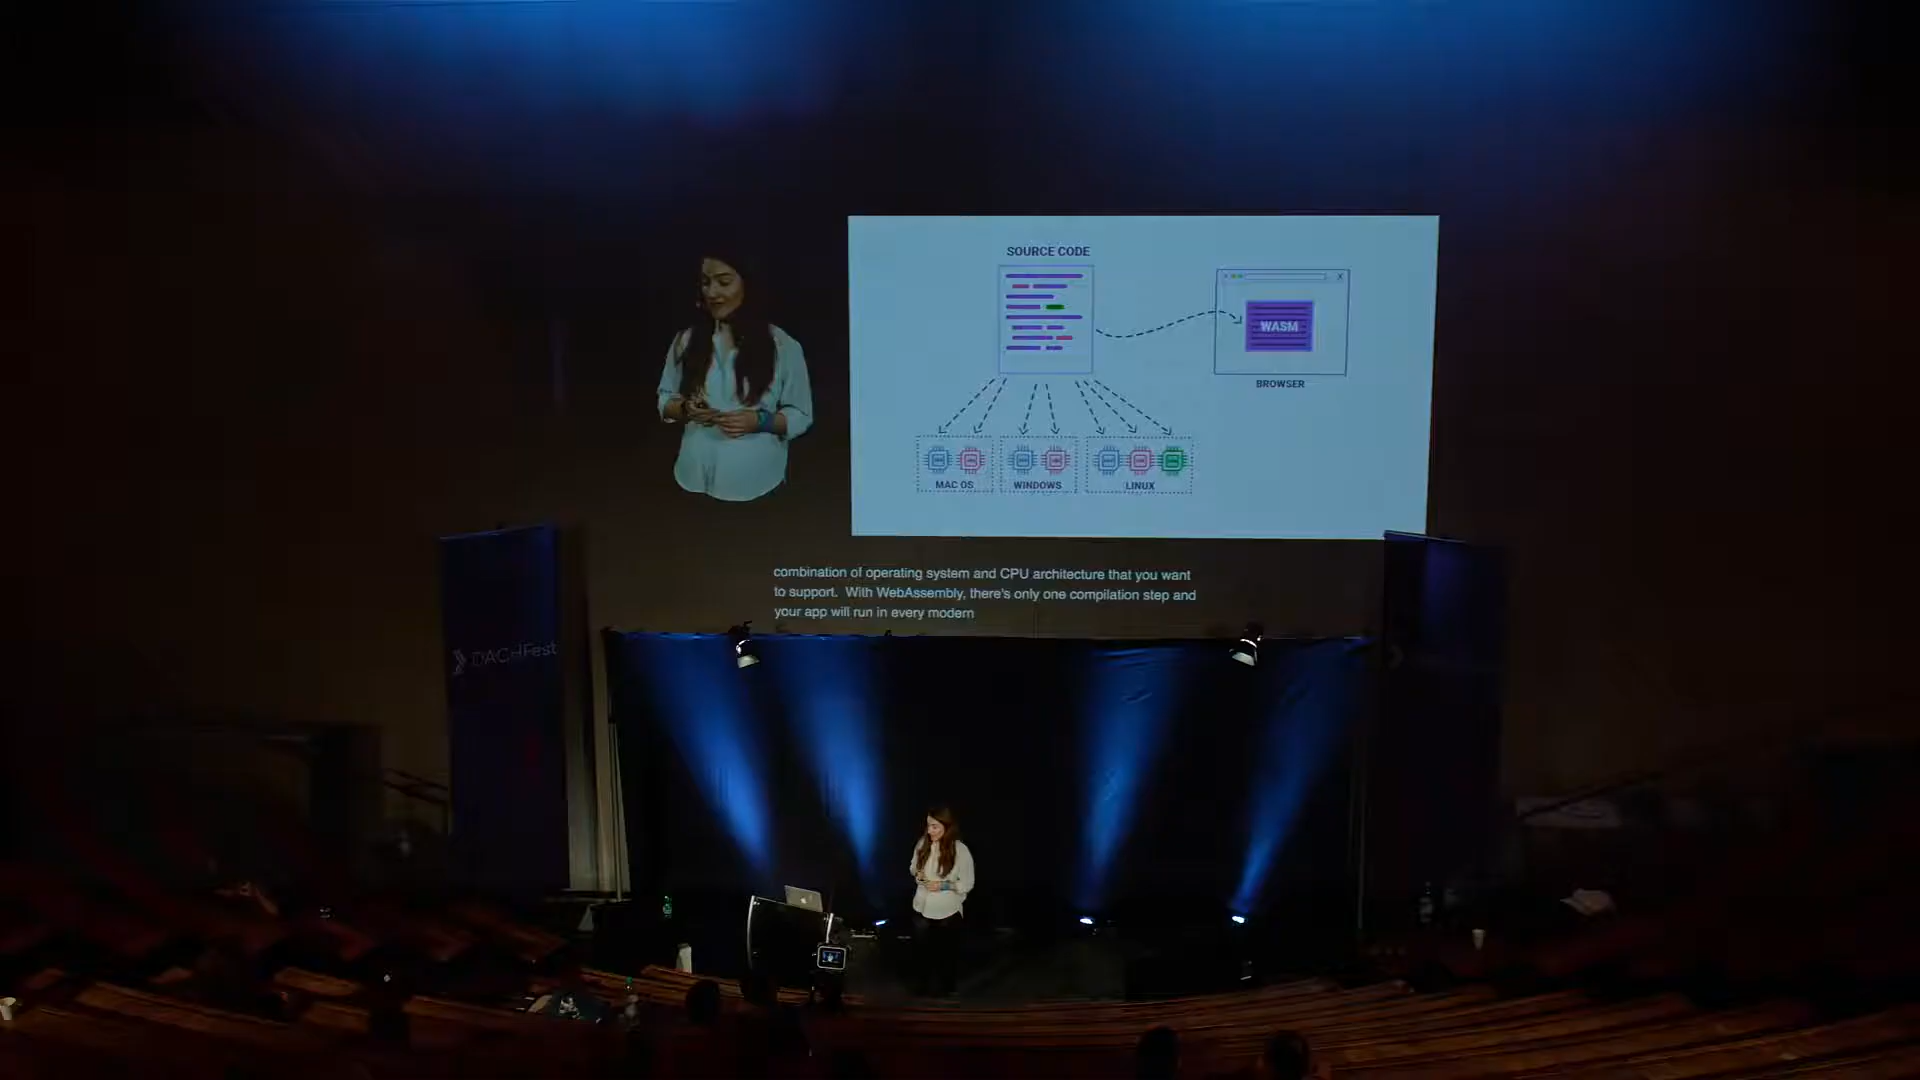 SOURCE CODE
WASM
BROWSER
MAC OS
WINDOWS
LINUX
combination of operating system and CPU architecture that you want
to support.  With WebAssembly, there's only one compilation step and
your app will run in every modern
DACHFest